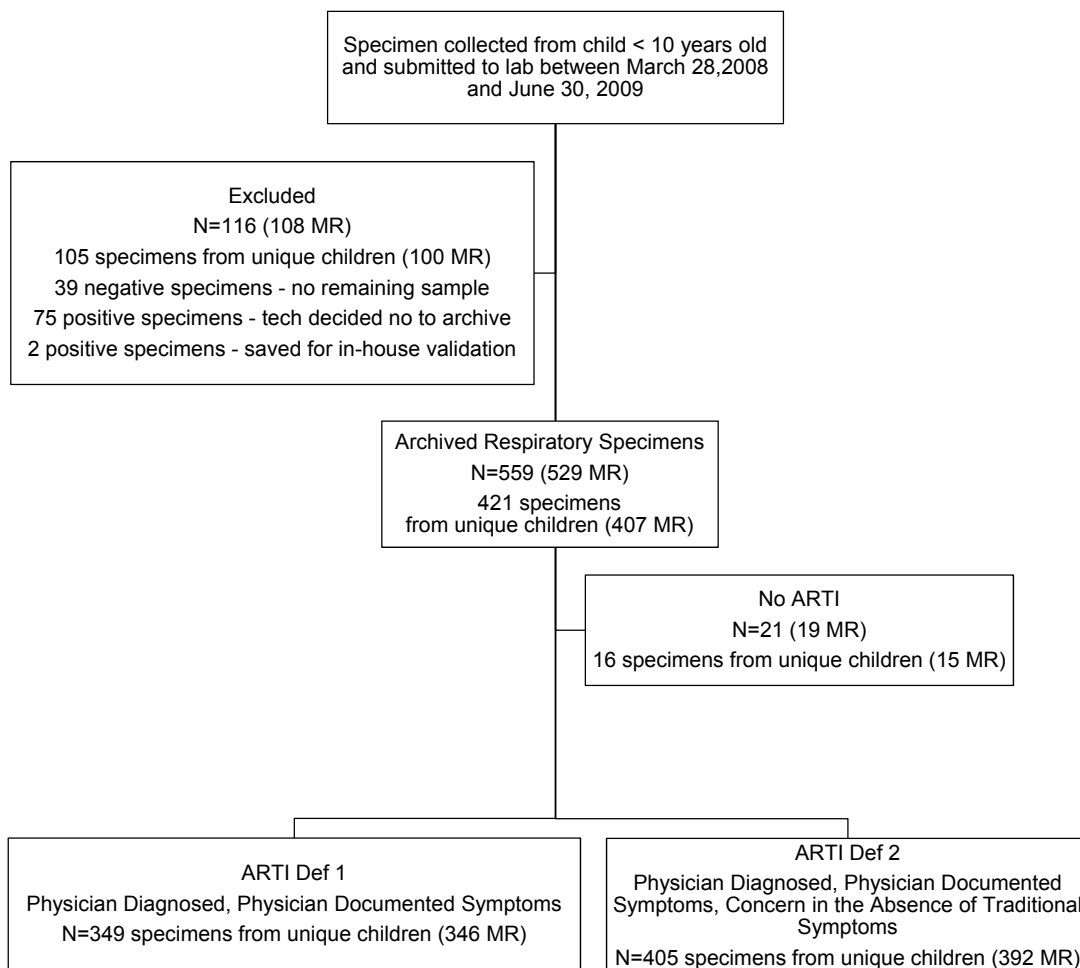 Specimen collected from child < 10 years old
and submitted to lab between March 28,2008
and June 30, 2009
Excluded
N=116 (108 MR)
105 specimens from unique children (100 MR)
39 negative specimens - no remaining sample
75 positive specimens - tech decided no to archive
2 positive specimens - saved for in-house validation
Archived Respiratory Specimens
N=559 (529 MR)
421 specimens
from unique children (407 MR)
No ARTI
N=21 (19 MR)
16 specimens from unique children (15 MR)
ARTI Def 1
Physician Diagnosed, Physician Documented Symptoms
N=349 specimens from unique children (346 MR)
ARTI Def 2
Physician Diagnosed, Physician Documented
Symptoms, Concern in the Absence of Traditional
Symptoms
N=405 specimens from unique children (392 MR)